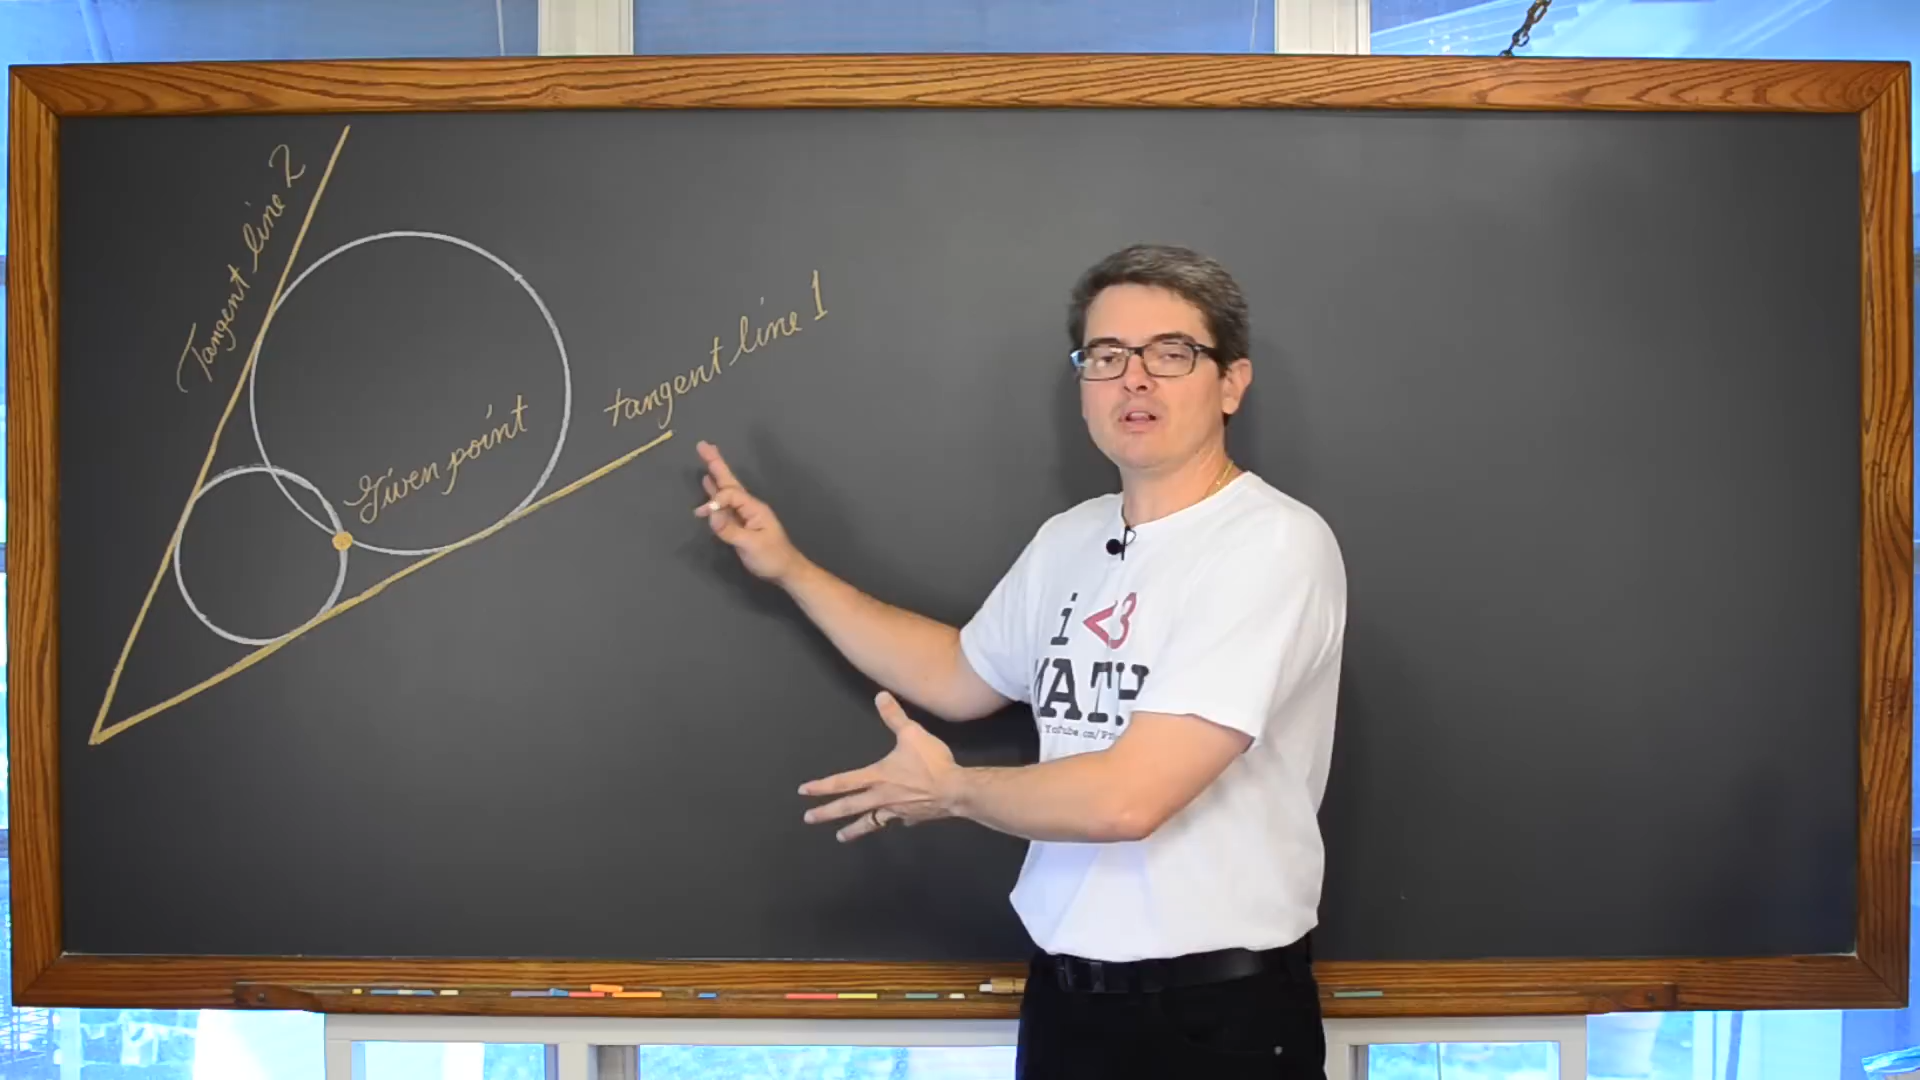 Tangent line 2
Given point
tangent line 1
i <3
MATH